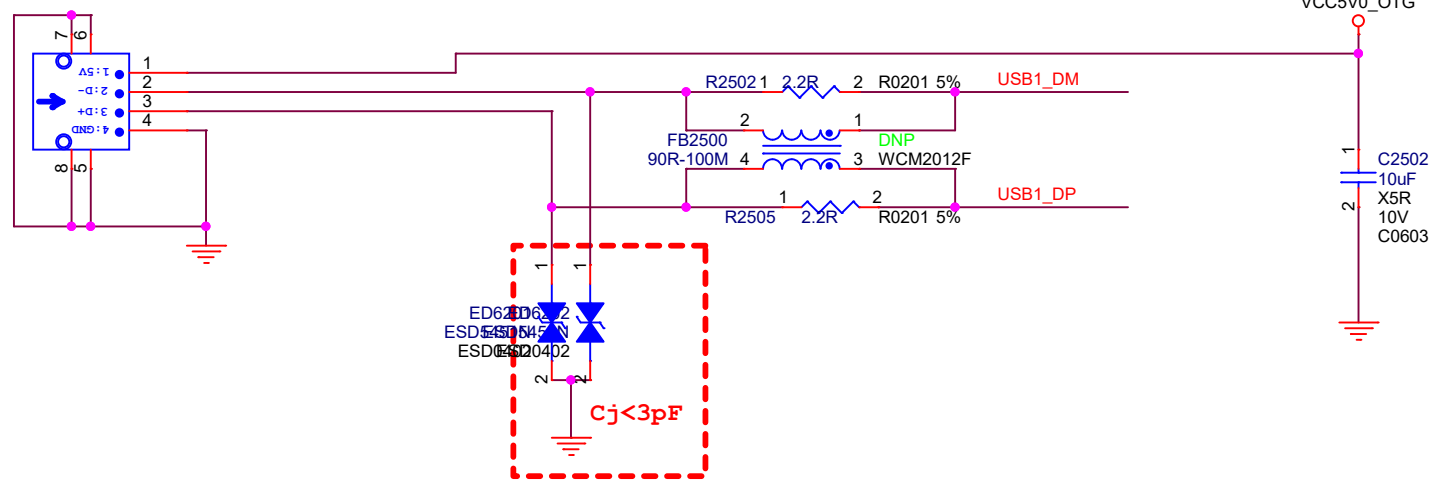 VCC5V0_OTG
7
6
1:5V
2:D-
3:D+
4:GND
1
2
3
4
8
5
R2502 1 2.2R 2 R0201 5% USB1_DM
2 1
FB2500 DNP
90R-100M 4 3 WCM2012F
1 2 USB1_DP
R2505 2.2R R0201 5%
1
C2502
10uF
X5R
2 10V
C0603
1 1
2 2
Cj<3pF